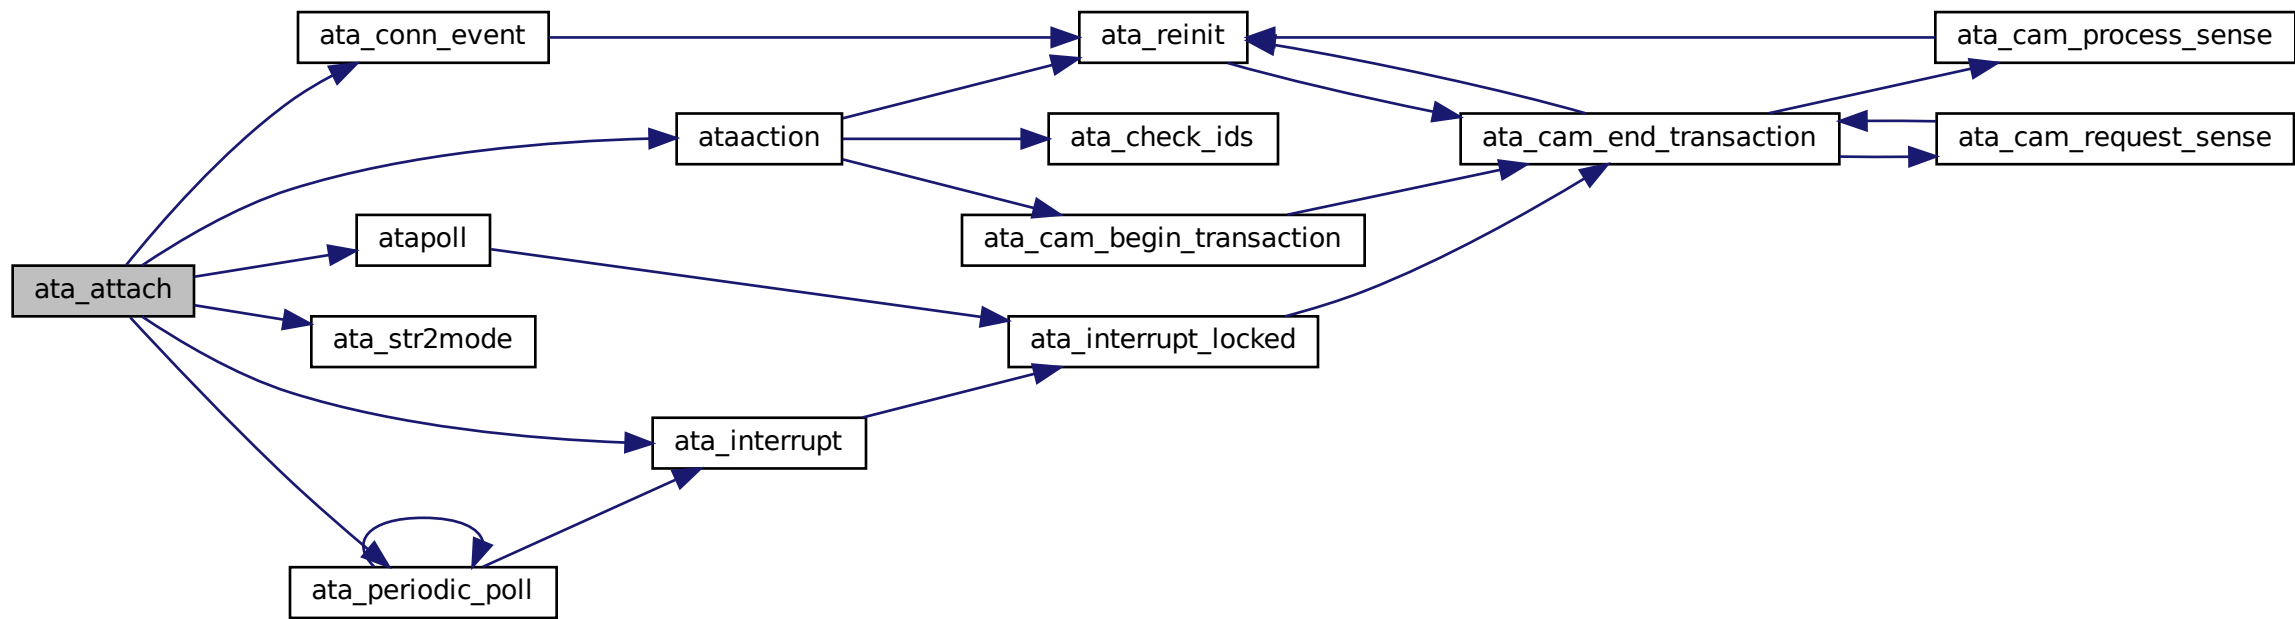 ata_conn_event
ata_reinit
ata_cam_process_sense
ataaction
ata_check_ids
ata_cam_end_transaction
ata_cam_request_sense
atapoll
ata_cam_begin_transaction
ata_attach
ata_str2mode
ata_interrupt_locked
ata_interrupt
ata_periodic_poll